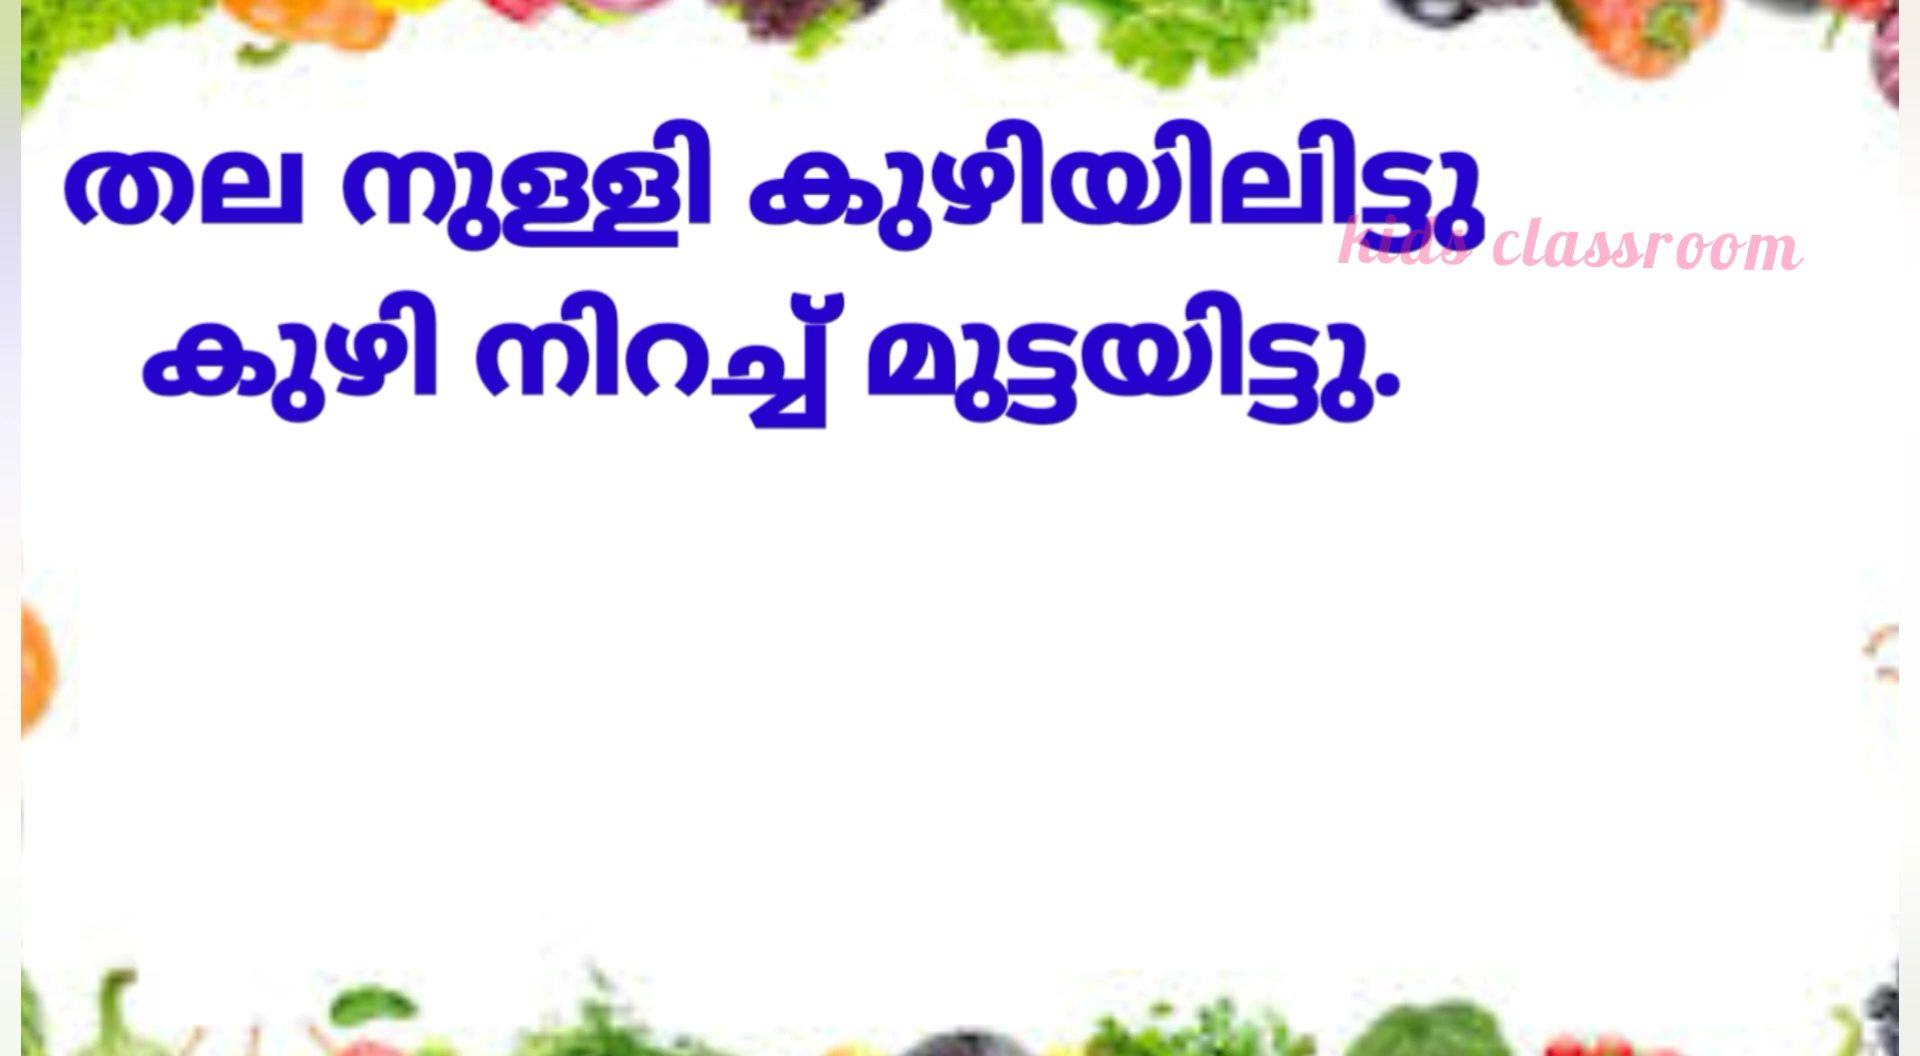 തല നുള്ളി കുഴിയിലിട്ടു
kids classroom
കുഴി നിറച്ച് മുട്ടയിട്ടു.